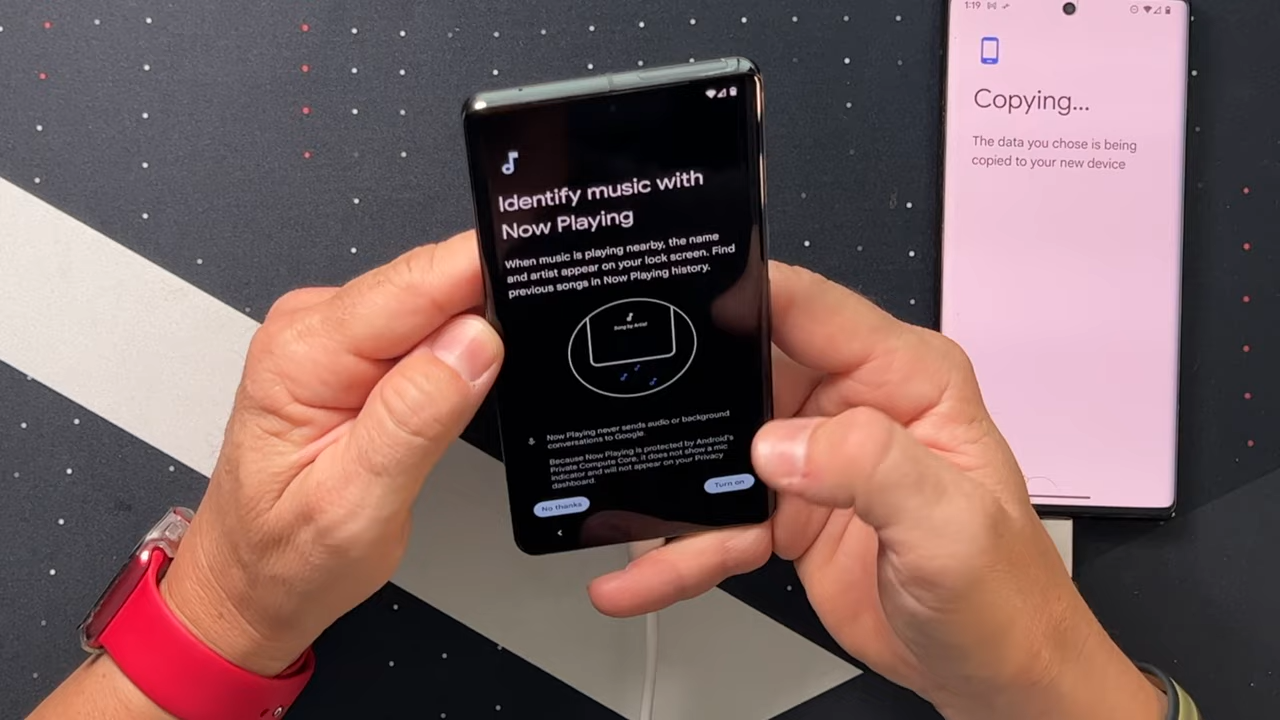 Identify music with
Now Playing
When music is playing nearby, the name
and artist appear on your lock screen. Find
previous songs in Now Playing history.
Song by Artist
Now Playing never sends audio or background
conversations to Google.
Because Now Playing is protected by Android's
Private Compute Core, it does not show a mic
indicator and will not appear on your Privacy
dashboard.
No thanks
Turn on
1:19
Copying...
The data you chose is being
copied to your new device